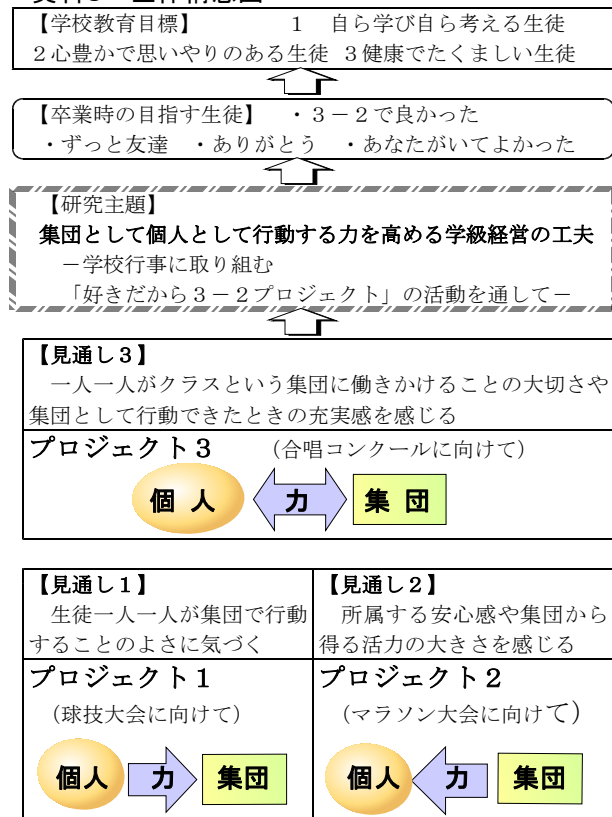 【学校教育目標】 1 自ら学び自ら考える生徒
2心豊かで思いやりのある生徒 3健康でたくましい生徒
【卒業時の目指す生徒】 ・3－2で良かった
・ずっと友達 ・ありがとう ・あなたがいてよかった
【研究主題】
集団として個人として行動する力を高める学級経営の工夫
－学校行事に取り組む
「好きだから3－2プロジェクト」の活動を通して－
【見通し3】
一人一人がクラスという集団に働きかけることの大切さや
集団として行動できたときの充実感を感じる
プロジェクト3 (合唱コンクールに向けて)
個 人 力 集 団
【見通し1】
生徒一人一人が集団で行動
することのよさに気づく
プロジェクト1
(球技大会に向けて)
個人 力 集団
【見通し2】
所属する安心感や集団から
得る活力の大きさを感じる
プロジェクト2
(マラソン大会に向けて)
個人 力 集団